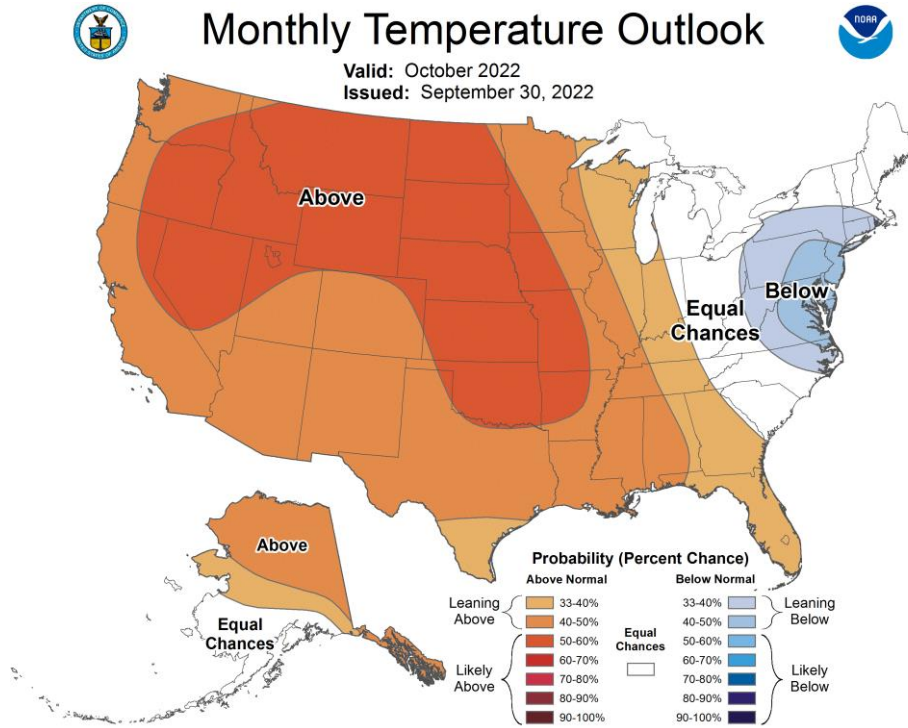 Monthly Temperature Outlook
NOAA
Valid: October 2022
Issued: September 30, 2022
Above
Equal
Chances
Below
Above
Equal
Chances
Probability (Percent Chance)
Above Normal
Below Normal
Leaning
Above
33-40%
40-50%
50-60%
60-70%
70-80%
80-90%
90-100%
Likely
Above
Equal
Chances
33-40%
40-50%
50-60%
60-70%
70-80%
80-90%
90-100%
Leaning
Below
Likely
Below